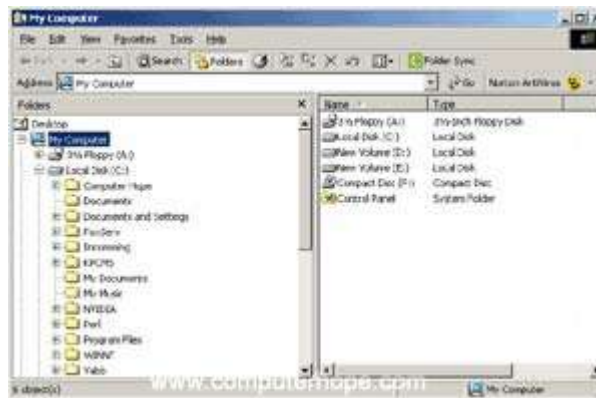 My Computer
File Edit View Favorites Tools Help
Search Folders Folder Sync
Address My Computer Go Norton AntiVirus
Folders
Name Type
Desktop
My Computer
3½ Floppy (A:)
Local Disk (C:)
Computer Hope
Documents
Documents and Settings
FoxServ
Incomming
KPCMS
My Documents
My Music
NVIDIA
Perl
Program Files
WINNT
Yabb
3½ Floppy (A:) 3½-Inch Floppy Disk
Local Disk (C:) Local Disk
New Volume (D:) Local Disk
New Volume (E:) Local Disk
Compact Disc (F:) Compact Disc
Control Panel System Folder
www.computerhope.com
6 object(s) My Computer